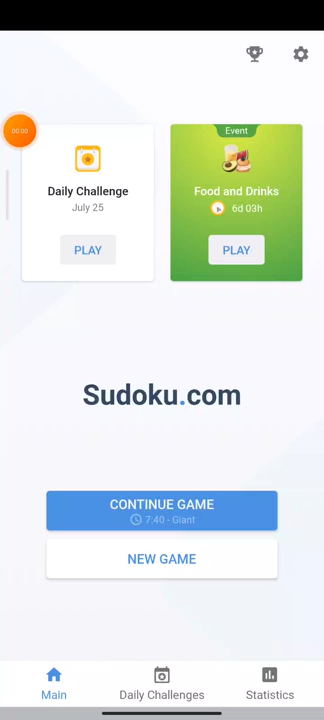 00:00
Event
Daily Challenge
July 25
PLAY
Food and Drinks
6d 03h
PLAY
Sudoku.com
CONTINUE GAME
7:40 - Giant
NEW GAME
Main
Daily Challenges
Statistics